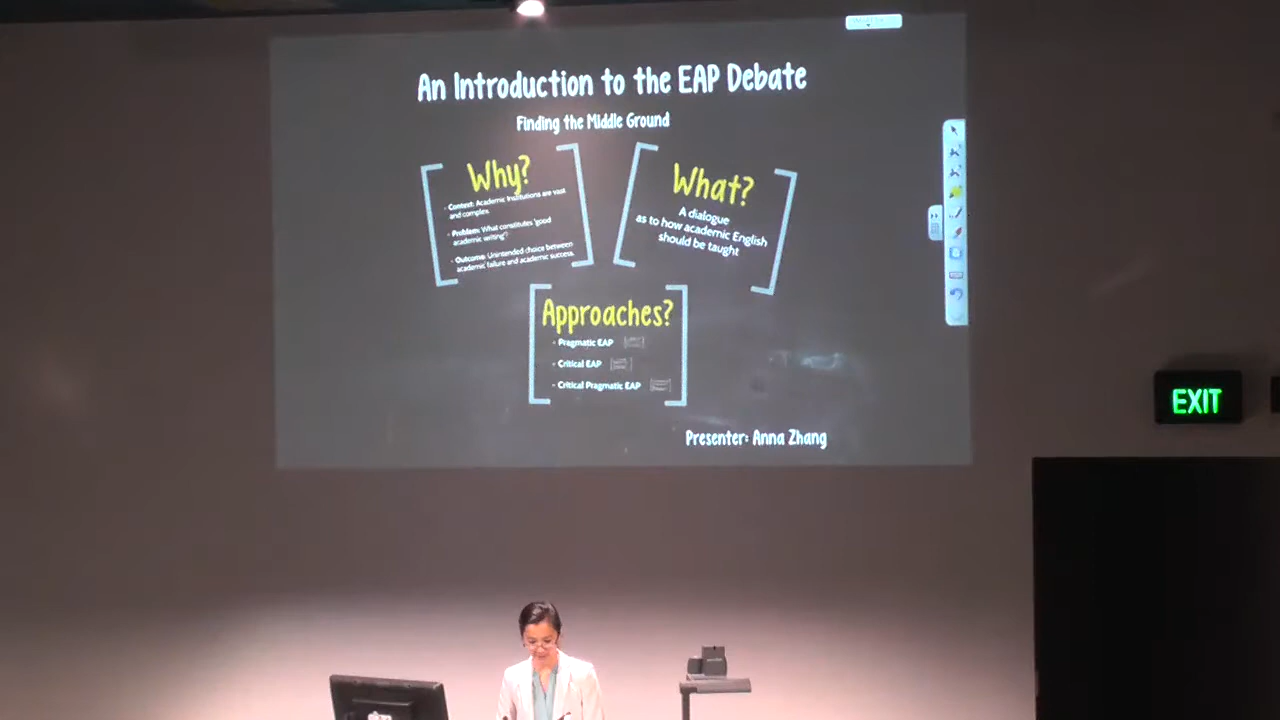 An Introduction to the EAP Debate
Finding the Middle Ground
Why?
- Context: Academic Institutions are vast
and complex
- Problem: What constitutes 'good
academic writing'?
- Outcome: Unintended choice between
academic failure and academic success.
What?
A dialogue
as to how academic English
should be taught
Approaches?
- Pragmatic EAP
- Critical EAP
- Critical Pragmatic EAP
Presenter: Anna Zhang
EXIT